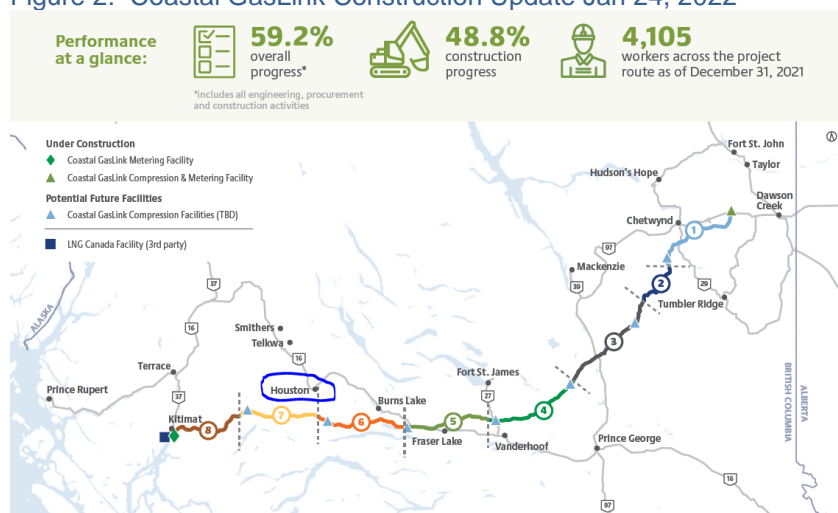 Figure 2. Coastal GasLink Construction Update Jan 24, 2022
Performance
at a glance:
59.2%
overall
progress*
*includes all engineering, procurement
and construction activities
48.8%
construction
progress
4,105
workers across the project
route as of December 31, 2021
Under Construction
Coastal GasLink Metering Facility
Coastal GasLink Compression & Metering Facility
Potential Future Facilities
Coastal GasLink Compression Facilities (TBD)
LNG Canada Facility (3rd party)
Fort St. John
Taylor
Hudson's Hope
Dawson
Creek
Chetwynd
1
97
Mackenzie
39
2
29
Tumbler Ridge
37
ALASKA
16
Smithers
Telkwa
16
3
Terrace
Fort St. James
BRITISH COLUMBIA
ALBERTA
Prince Rupert
37
Houston
27
Burns Lake
4
Kitimat
8
7
6
5
Fraser Lake
Vanderhoof
Prince George
16
97